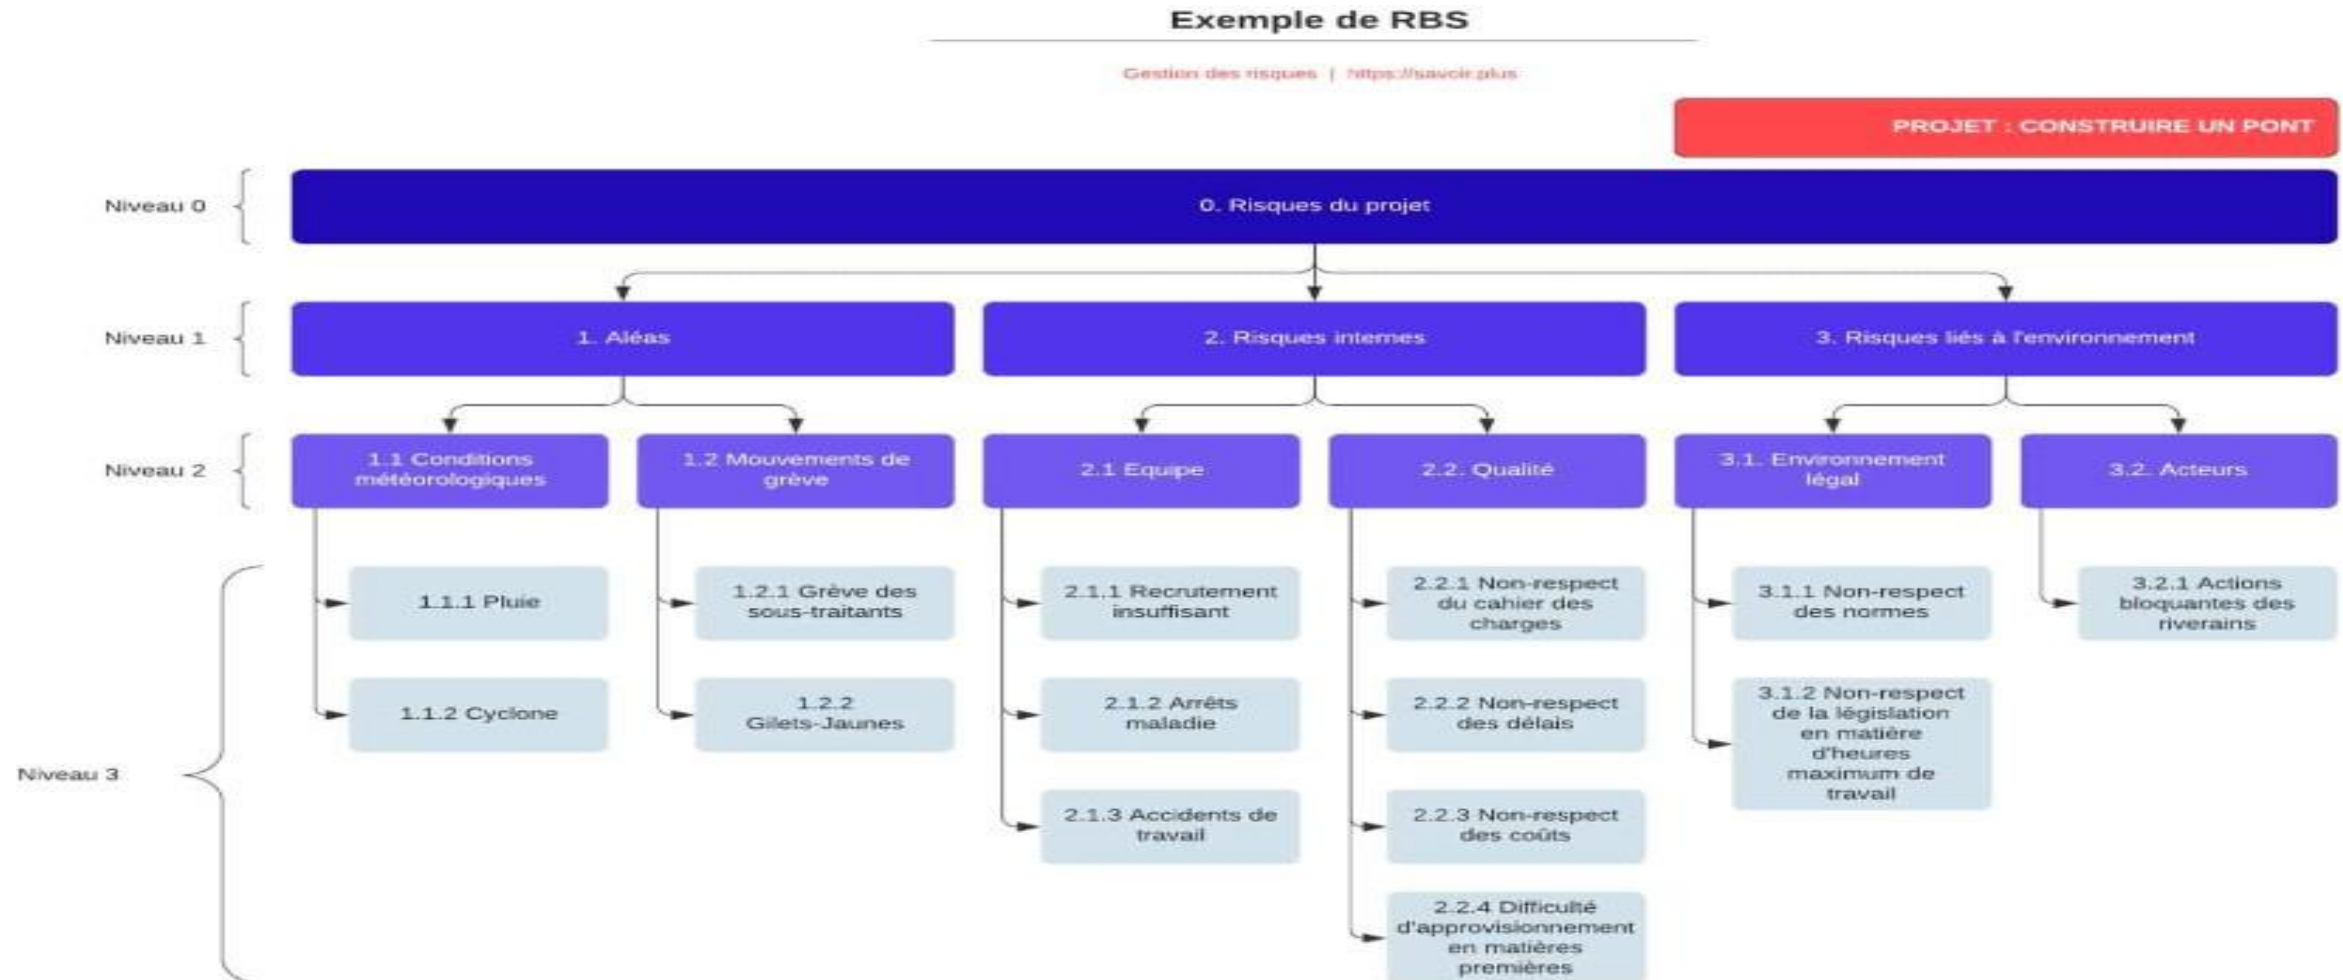 Exemple de RBS
Gestion des risques | https://savoir.plus
PROJET : CONSTRUIRE UN PONT
Niveau 0
0. Risques du projet
Niveau 1
1. Aléas
2. Risques internes
3. Risques liés à l'environnement
Niveau 2
1.1 Conditions
météorologiques
1.2 Mouvements de
grève
2.1 Equipe
2.2. Qualité
3.1. Environnement
légal
3.2. Acteurs
Niveau 3
1.1.1 Pluie
1.1.2 Cyclone
1.2.1 Grève des
sous-traitants
1.2.2
Gilets-Jaunes
2.1.1 Recrutement
insuffisant
2.1.2 Arrêts
maladie
2.1.3 Accidents de
travail
2.2.1 Non-respect
du cahier des
charges
2.2.2 Non-respect
des délais
2.2.3 Non-respect
des coûts
2.2.4 Difficulté
d'approvisionnement
en matières
premières
3.1.1 Non-respect
des normes
3.1.2 Non-respect
de la législation
en matière
d'heures
maximum de
travail
3.2.1 Actions
bloquantes des
riverains